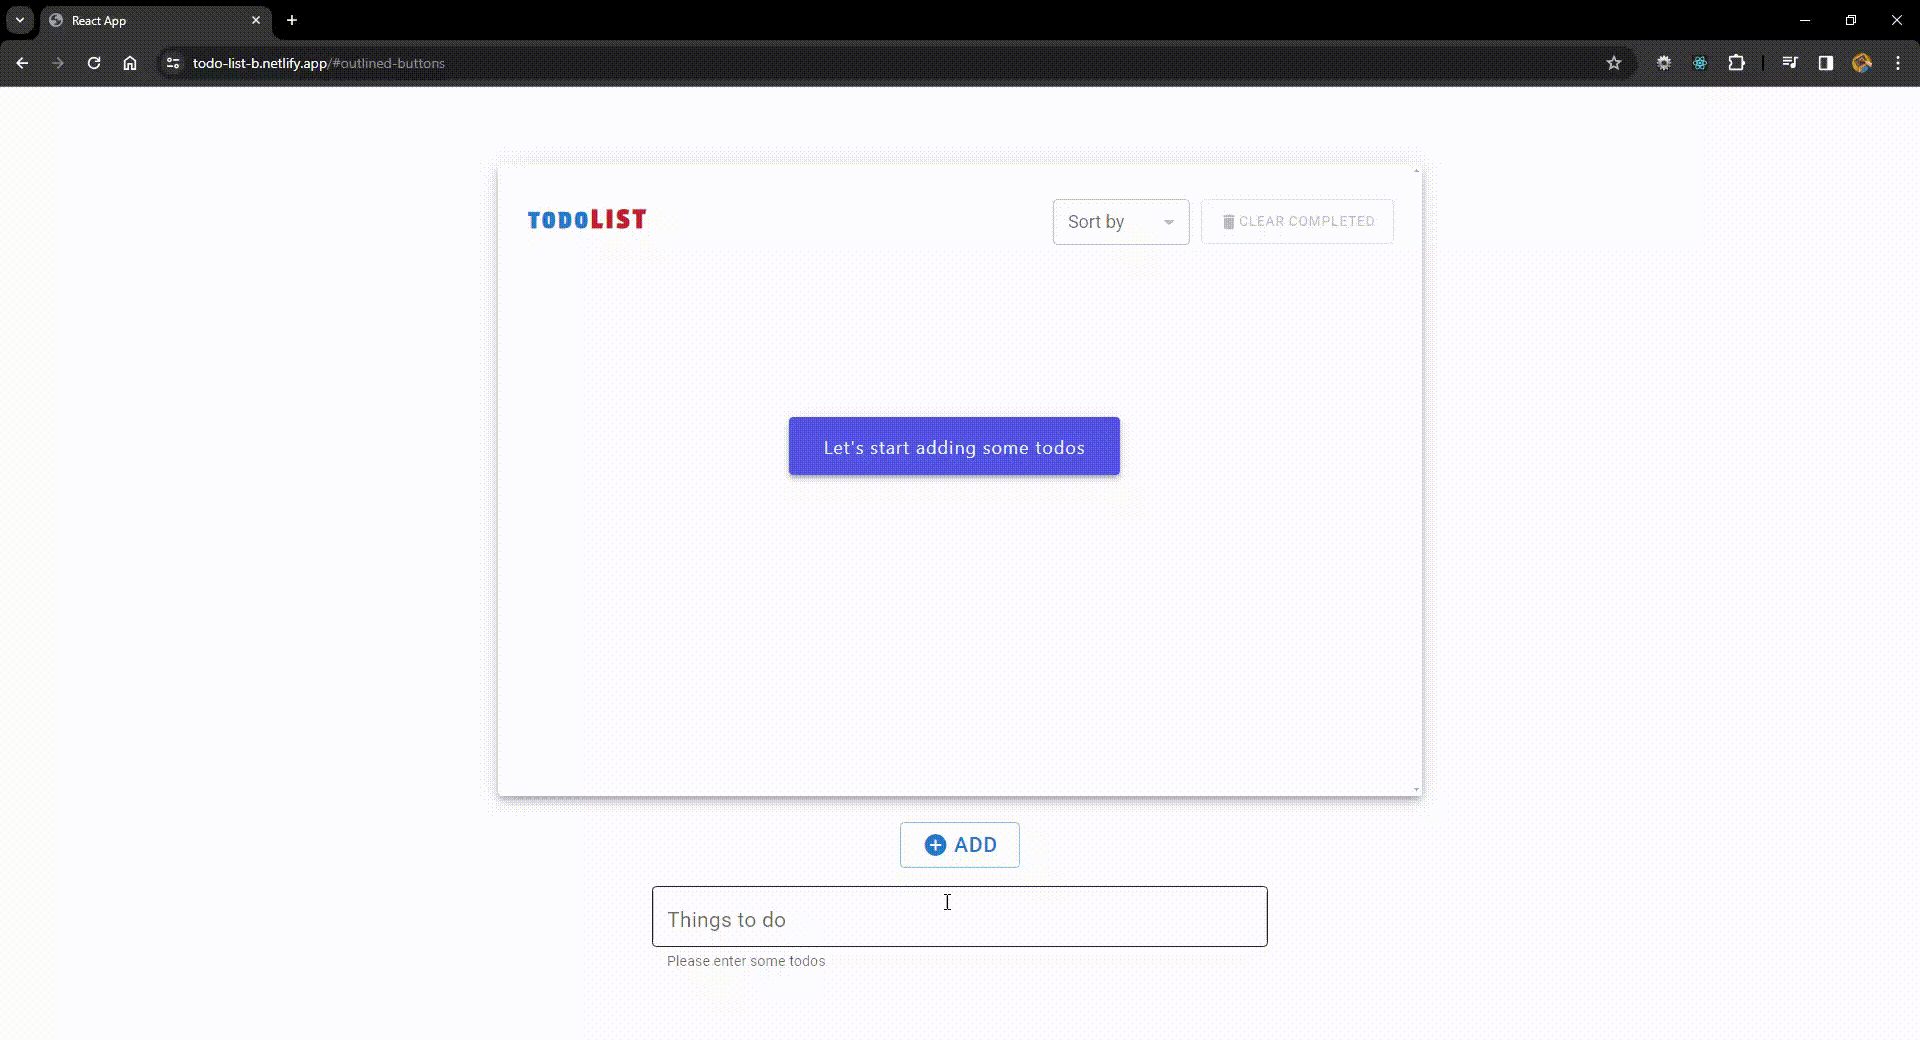 React App
todo-list-b.netlify.app/#outlined-buttons
TODOLIST
Sort by
CLEAR COMPLETED
Let's start adding some todos
ADD
Things to do
Please enter some todos